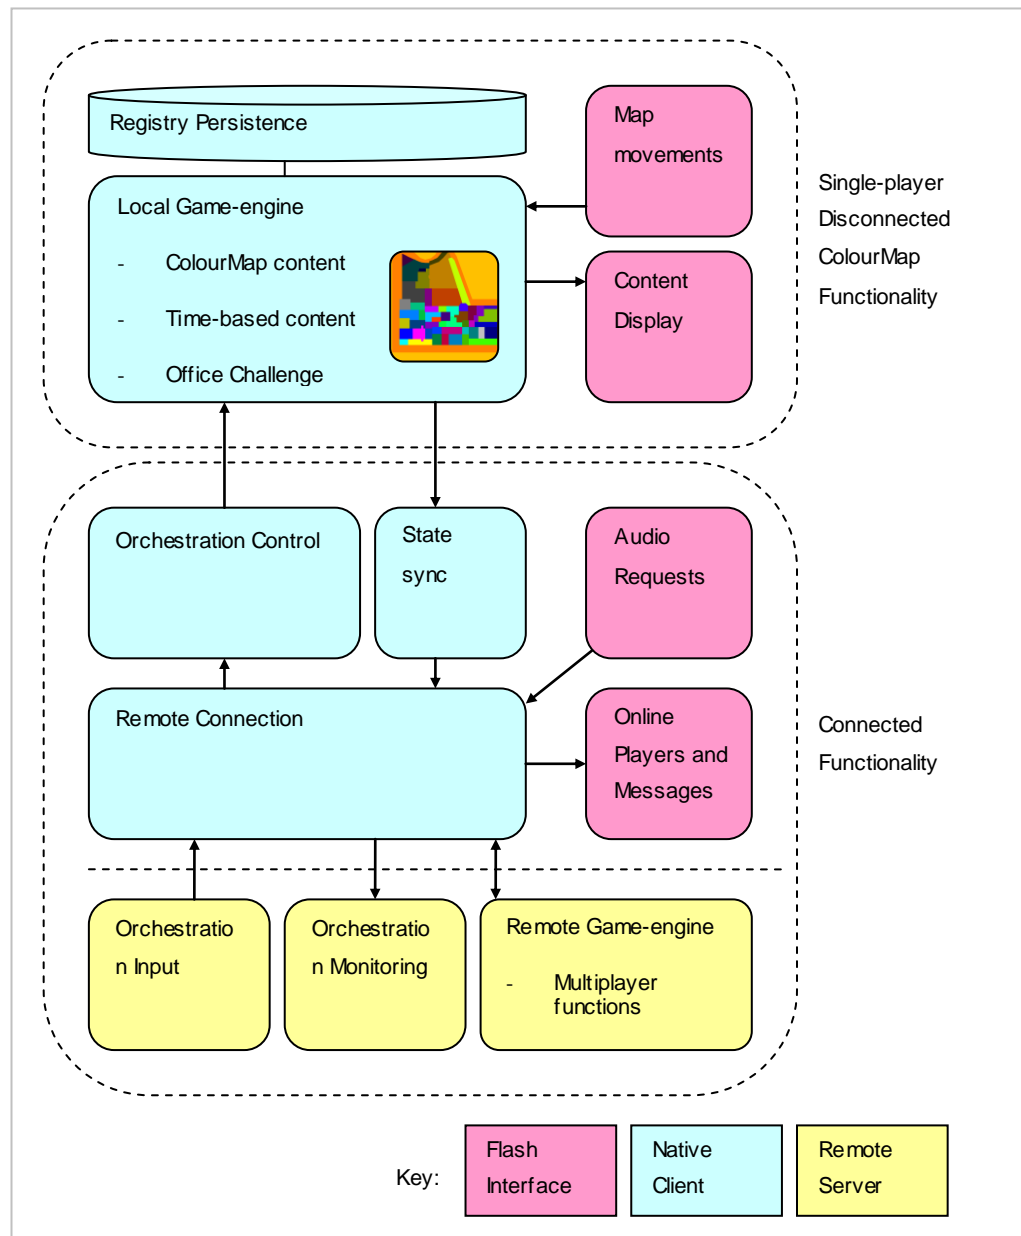 Registry Persistence
Map
movements
Single-player
Disconnected
ColourMap
Functionality
Local Game-engine
- ColourMap content
- Time-based content
- Office Challenge
Content
Display
Orchestration Control
State
sync
Audio
Requests
Remote Connection
Online
Players and
Messages
Connected
Functionality
Orchestratio
n Input
Orchestratio
n Monitoring
Remote Game-engine
- Multiplayer
functions
Key:
Flash
Interface
Native
Client
Remote
Server